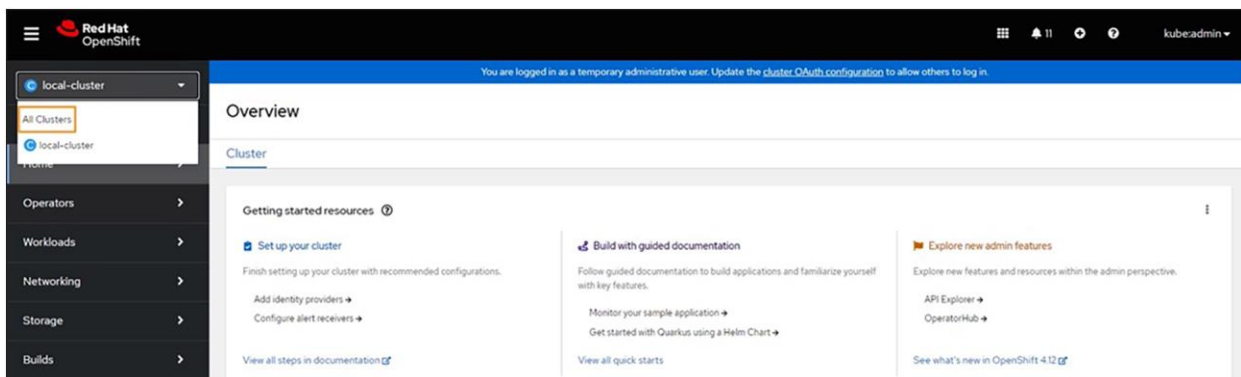 Red Hat
OpenShift
11
kube:admin
local-cluster
You are logged in as a temporary administrative user. Update the cluster OAuth configuration to allow others to log in.
All Clusters
local-cluster
Home
Operators
Workloads
Networking
Storage
Builds
Overview
Cluster
Getting started resources
Set up your cluster
Finish setting up your cluster with recommended configurations.
Add identity providers
Configure alert receivers
View all steps in documentation
Build with guided documentation
Follow guided documentation to build applications and familiarize yourself
with key features.
Monitor your sample application
Get started with Quarkus using a Helm Chart
View all quick starts
Explore new admin features
Explore new features and resources within the admin perspective.
API Explorer
OperatorHub
See what's new in OpenShift 4.12